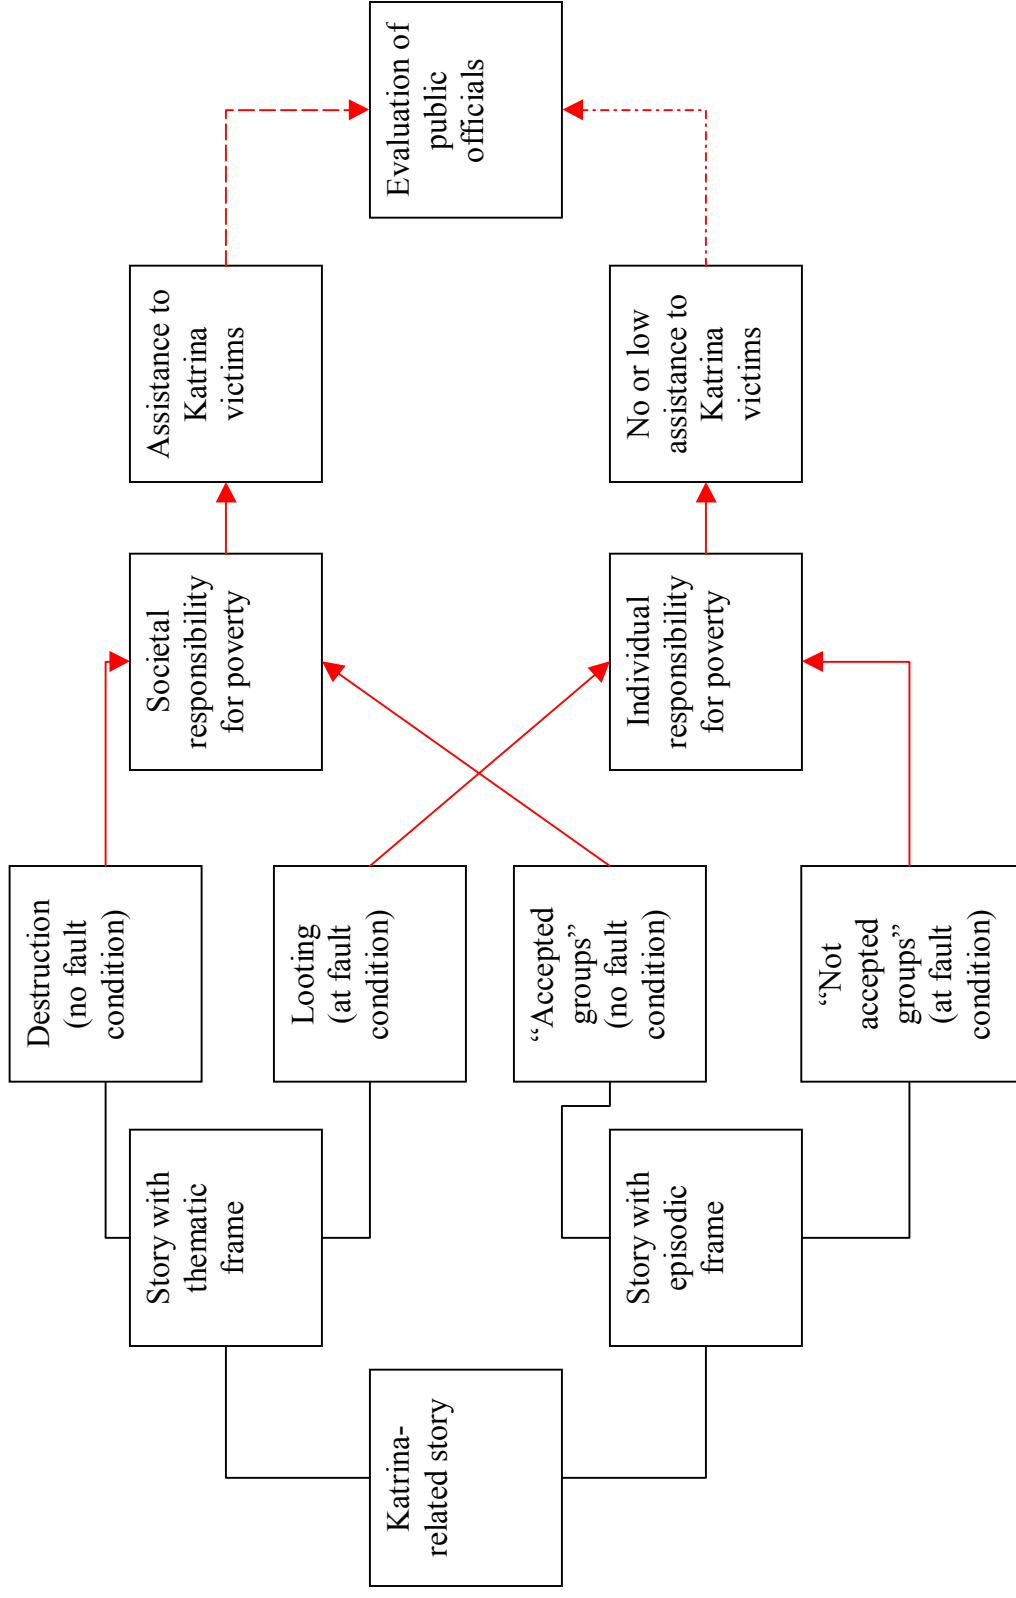 Katrina-
related story
Story with
thematic
frame
Story with
episodic
frame
Destruction
(no fault
condition)
Looting
(at fault
condition)
“Accepted
groups”
(no fault
condition)
“Not
accepted
groups”
(at fault
condition)
Societal
responsibility
for poverty
Individual
responsibility
for poverty
Assistance to
Katrina
victims
No or low
assistance to
Katrina
victims
Evaluation of
public
officials